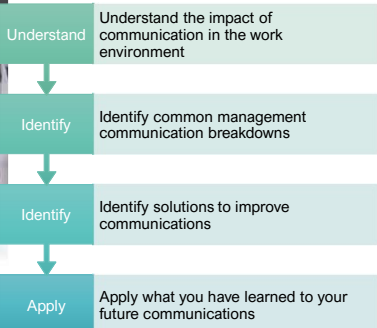 Understand
Understand the impact of
communication in the work
environment
Identify
Identify common management
communication breakdowns
Identify
Identify solutions to improve
communications
Apply
Apply what you have learned to your
future communications